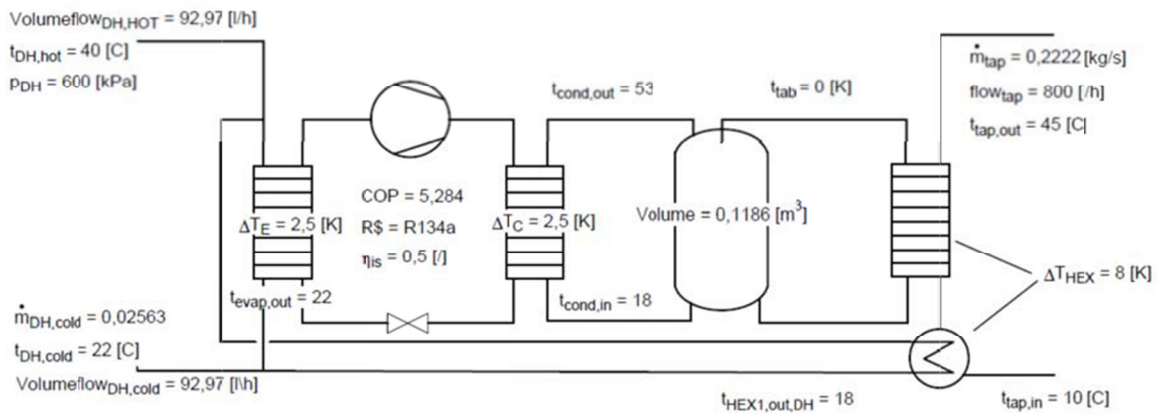 Volumeflow_DH,HOT = 92,97 [l/h]
t_DH,hot = 40 [C]
p_DH = 600 [kPa]
t_cond,out = 53
t_tab = 0 [K]
ṁ_tap = 0,2222 [kg/s]
flow_tap = 800 [/h]
t_tap,out = 45 [C]
COP = 5,284
R$ = R134a
η_is = 0,5 [/]
ΔT_E = 2,5 [K]
ΔT_C = 2,5 [K]
Volume = 0,1186 [m³]
ΔT_HEX = 8 [K]
t_evap,out = 22
t_cond,in = 18
ṁ_DH,cold = 0,02563
t_DH,cold = 22 [C]
Volumeflow_DH,cold = 92,97 [l\h]
t_HEX1,out,DH = 18
t_tap,in = 10 [C]